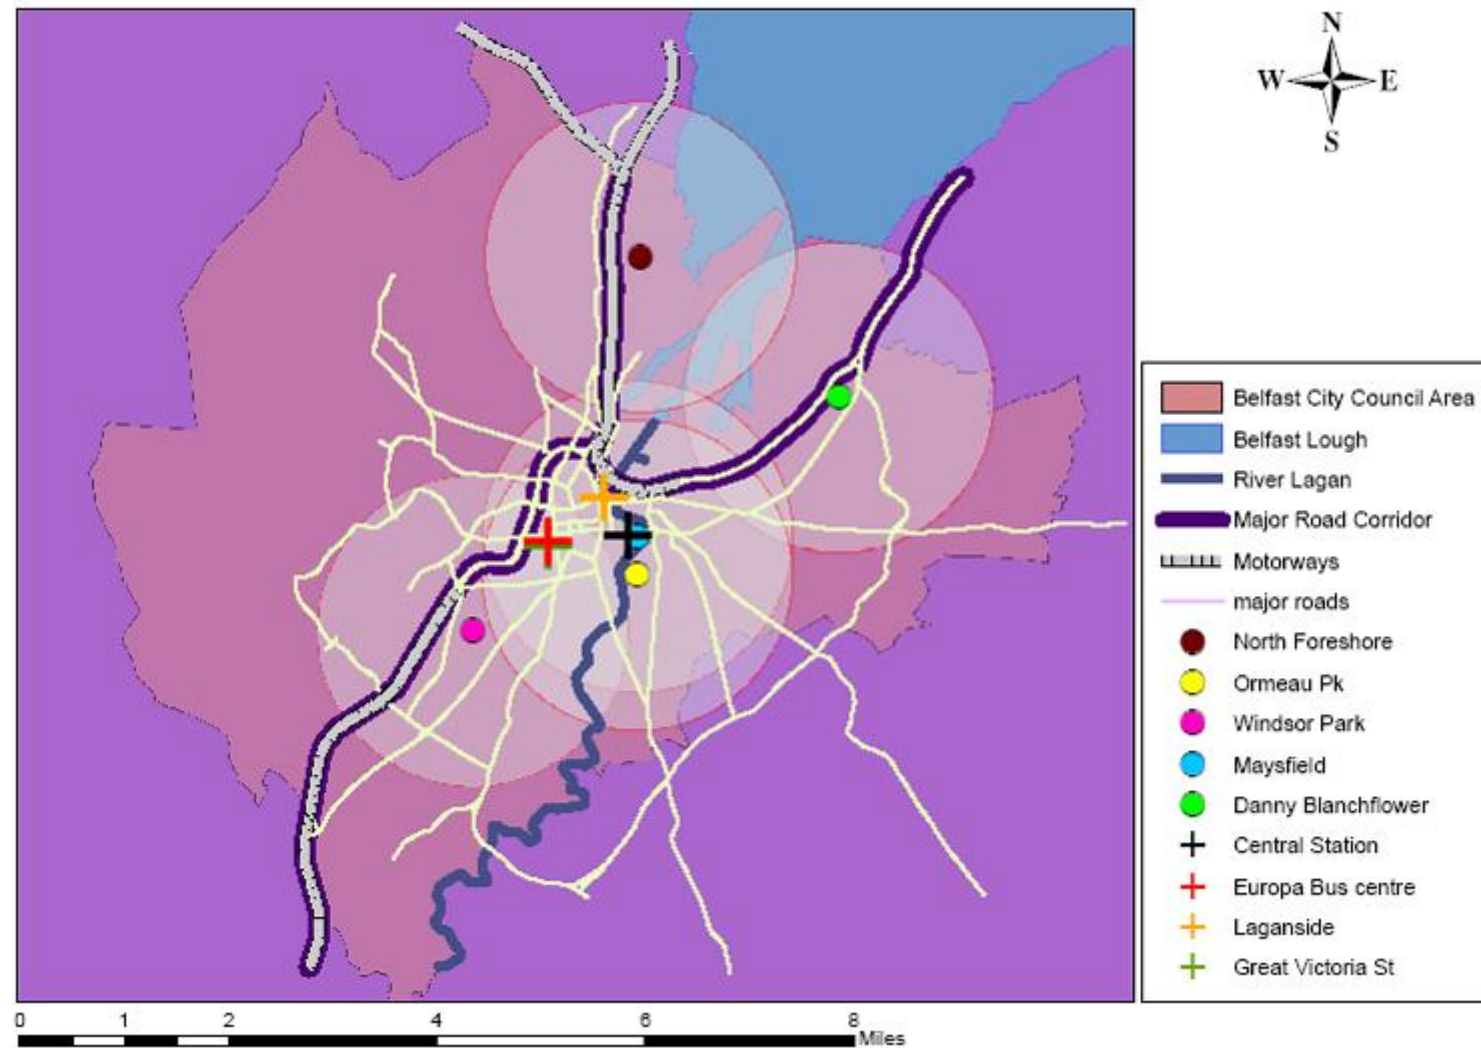 N
W E
S
Belfast City Council Area
Belfast Lough
River Lagan
Major Road Corridor
Motorways
major roads
North Foreshore
Ormeau Pk
Windsor Park
Maysfield
Danny Blanchflower
Central Station
Europa Bus centre
Laganside
Great Victoria St
0 1 2 4 6 8
Miles